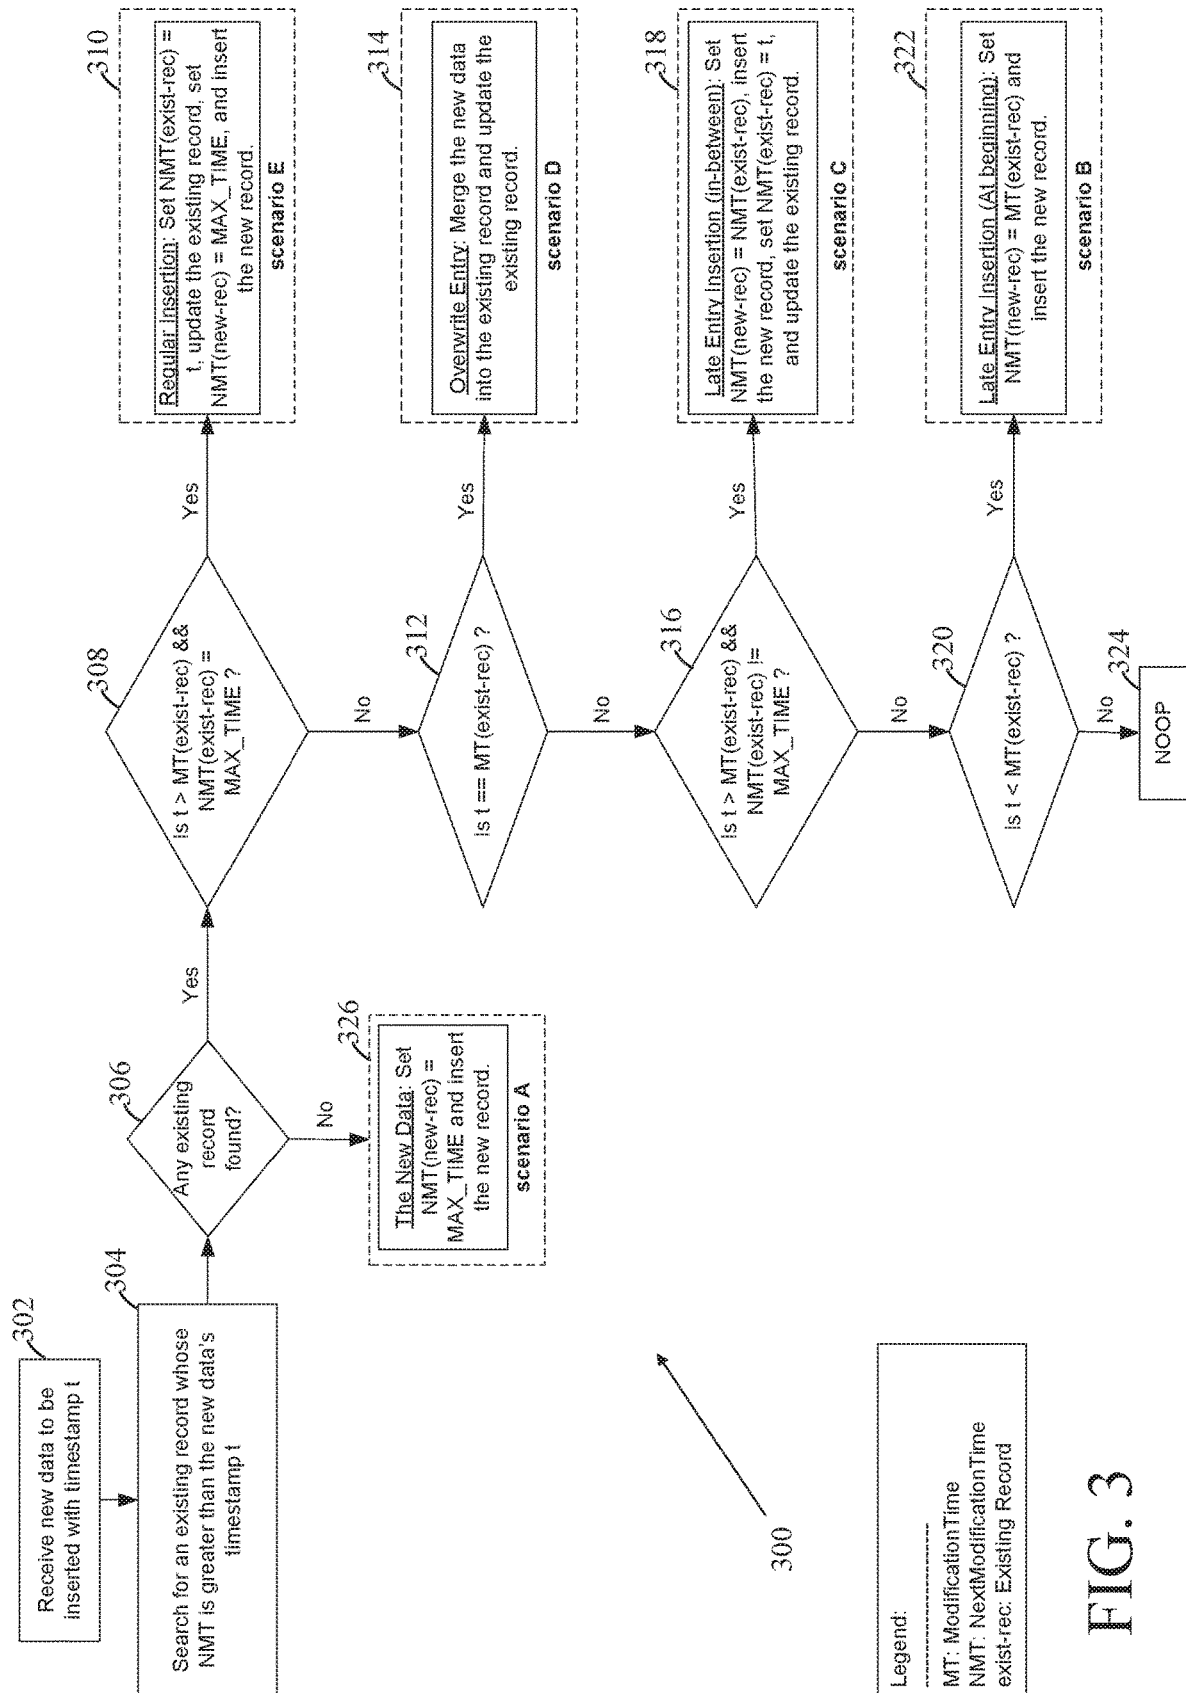 302
Receive new data to be
inserted with timestamp t
304
Search for an existing record whose
NMT is greater than the new data's
timestamp t
306
Any existing
record
found?
Yes
No
326
The New Data: Set
NMT(new-rec) =
MAX_TIME and insert
the new record.
scenario A
308
Is t > MT(exist-rec) &&
NMT(exist-rec) =
MAX_TIME ?
Yes
No
310
Regular Insertion: Set NMT(exist-rec) =
t, update the existing record, set
NMT(new-rec) = MAX_TIME, and insert
the new record.
scenario E
312
Is t == MT(exist-rec) ?
Yes
No
314
Overwrite Entry: Merge the new data
into the existing record and update the
existing record.
scenario D
316
Is t > MT(exist-rec) &&
NMT(exist-rec) !=
MAX_TIME ?
Yes
No
318
Late Entry Insertion (in-between): Set
NMT(new-rec) = NMT(exist-rec), insert
the new record, set NMT(exist-rec) = t,
and update the existing record.
scenario C
320
Is t < MT(exist-rec) ?
Yes
No
322
Late Entry Insertion (At beginning): Set
NMT(new-rec) = MT(exist-rec) and
insert the new record.
scenario B
324
NOOP
300
Legend:
----------------
MT: ModificationTime
NMT: NextModificationTime
exist-rec: Existing Record
FIG. 3